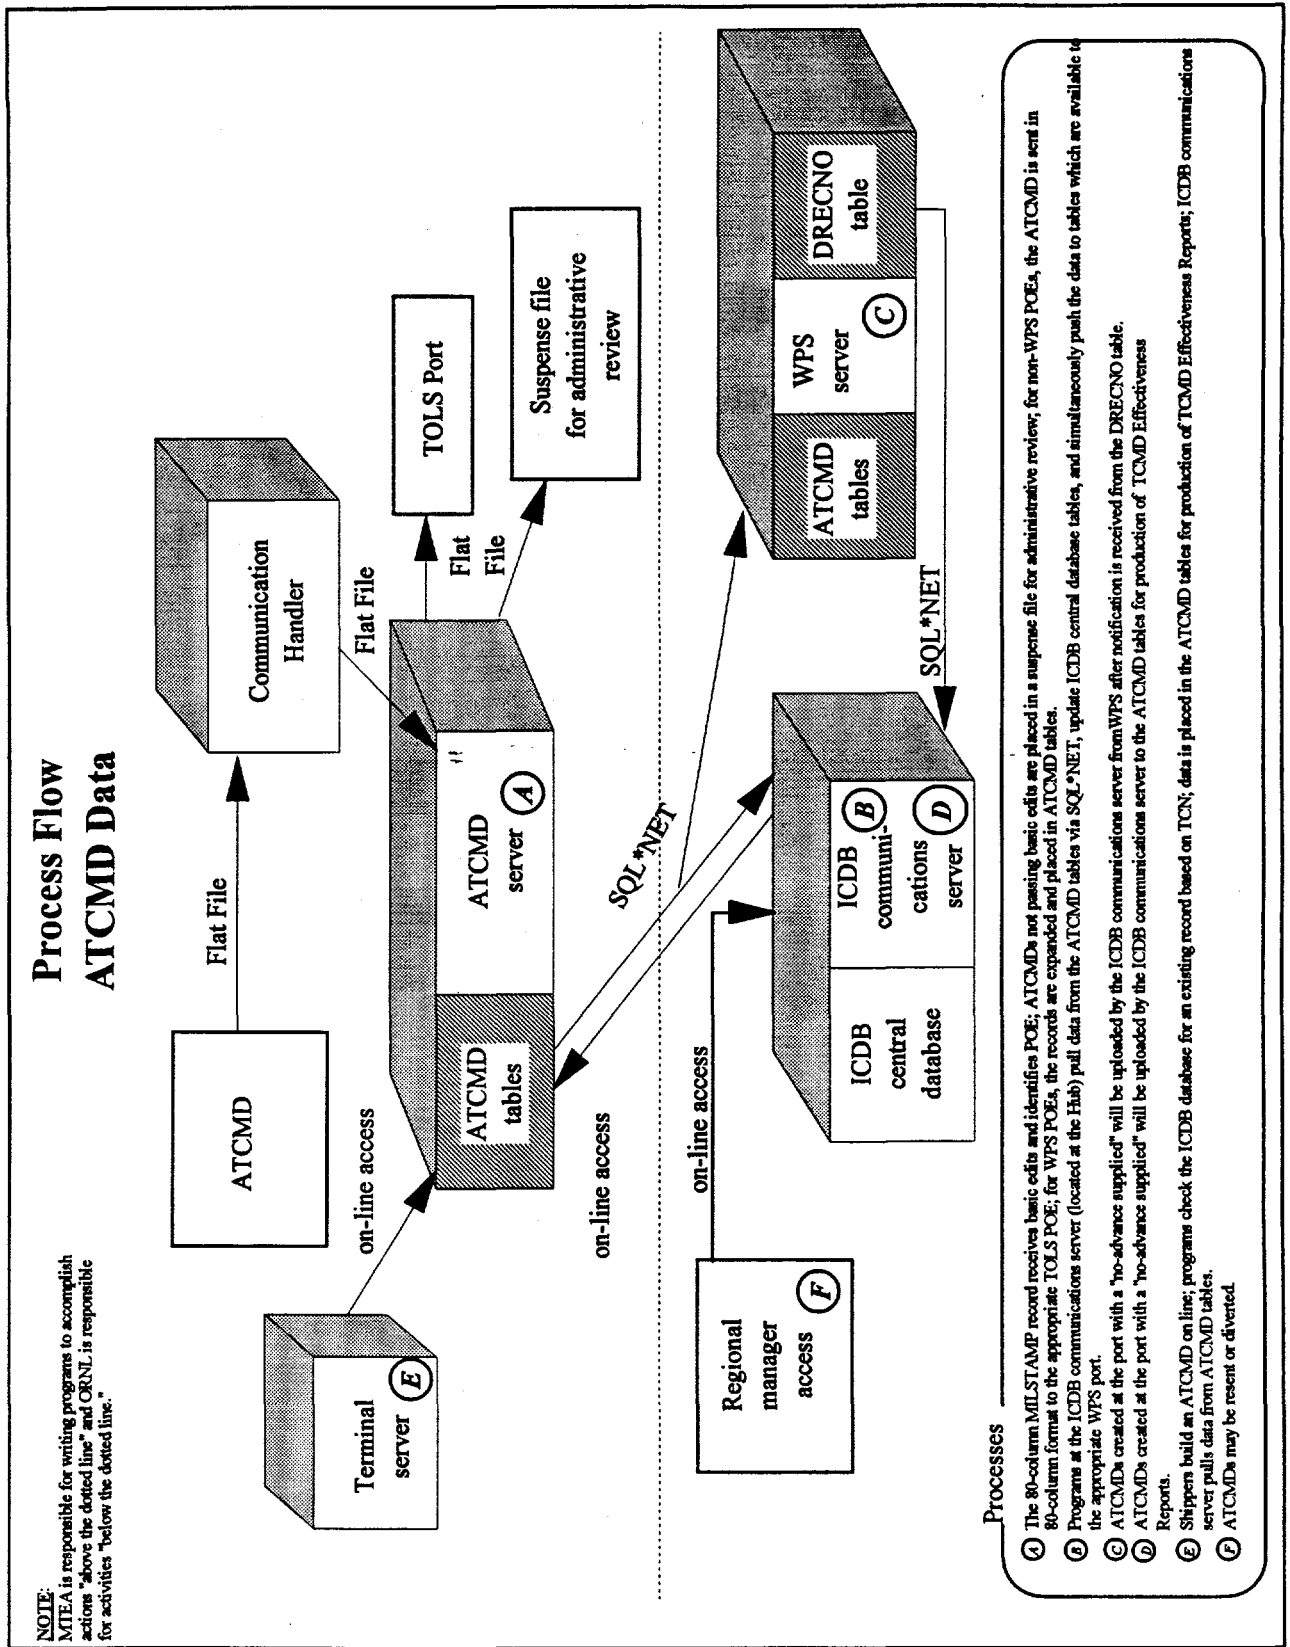 NOTE:
MTEA is responsible for writing programs to accomplish
actions "above the dotted line" and ORNL is responsible
for activities "below the dotted line."
Process Flow
ATCMD Data
ATCMD
Flat File
Communication
Handler
Flat File
Terminal
server
E
on-line access
ATCMD
tables
ATCMD
server
A
Flat
File
TOLS Port
Suspense file
for administrative
review
on-line access
SQL*NET
Regional
manager
access
F
on-line access
ICDB
central
database
ICDB
communi-
cations
server
B
D
SQL*NET
ATCMD
tables
WPS
server
C
DRECNO
table
Processes
A The 80-column MILSTAMP record receives basic edits and identifies POE; ATCMDs not passing basic edits are placed in a suspense file for administrative review; for non-WPS POEs, the ATCMD is sent in
80-column format to the appropriate TOLS POE; for WPS POEs, the records are expanded and placed in ATCMD tables.
B Programs at the ICDB communications server (located at the Hub) pull data from the ATCMD tables via SQL*NET, update ICDB central database tables, and simultaneously push the data to tables which are available to
the appropriate WPS port.
C ATCMDs created at the port with a "no-advance supplied" will be uploaded by the ICDB communications server from WPS after notification is received from the DRECNO table.
D ATCMDs created at the port with a "no-advance supplied" will be uploaded by the ICDB communications server to the ATCMD tables for production of TCMD Effectiveness
Reports.
E Shippers build an ATCMD on line; programs check the ICDB database for an existing record based on TCN; data is placed in the ATCMD tables for production of TCMD Effectiveness Reports; ICDB communications
server pulls data from ATCMD tables.
F ATCMDs may be resent or diverted.